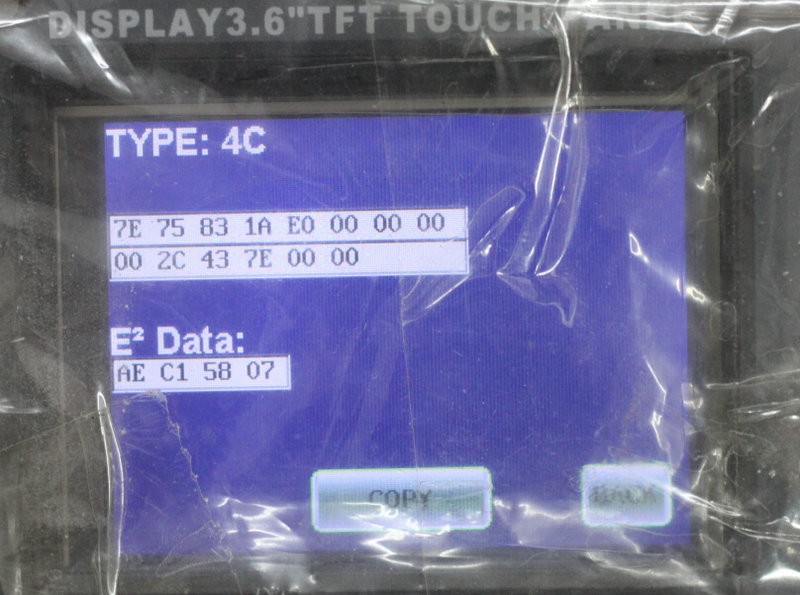 DISPLAY3.6"TFT TOUCH PANEL
TYPE: 4C
7E 75 83 1A E0 00 00 00
00 2C 43 7E 00 00
E² Data:
AE C1 58 07
COPY
BACK